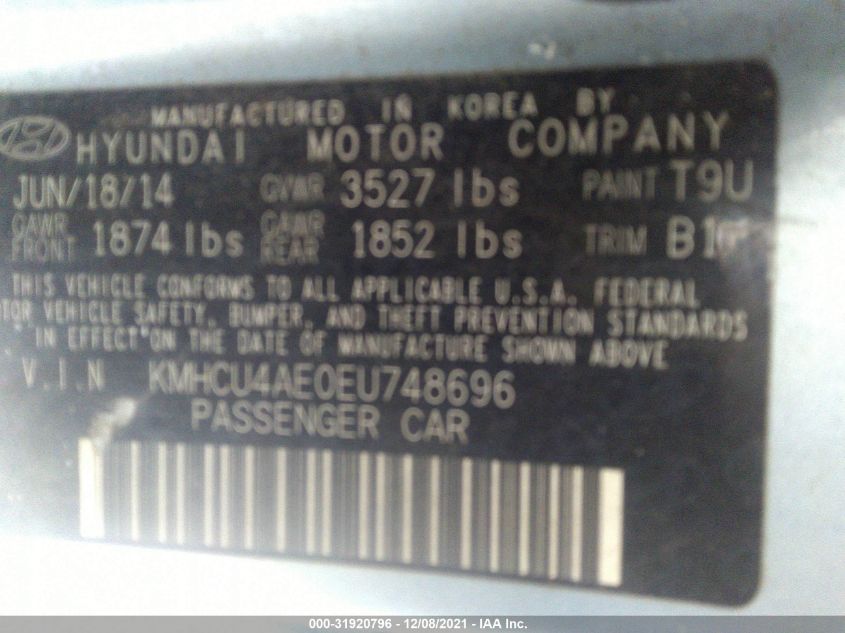 MANUFACTURED IN KOREA BY
HYUNDAI MOTOR COMPANY
JUN/18/14 GVWR 3527 lbs PAINT T9U
GAWR FRONT 1874 lbs GAWR REAR 1852 lbs TRIM
THIS VEHICLE CONFORMS TO ALL APPLICABLE U.S.A. FEDERAL
VEHICLE SAFETY, BUMPER, AND THEFT PREVENTION STANDARDS
IN EFFECT ON THE DATE OF MANUFACTURE SHOWN ABOVE
V.I.N KMHCU4AE0EU748696
PASSENGER CAR
000-31920796 - 12/08/2021 - IAA Inc.